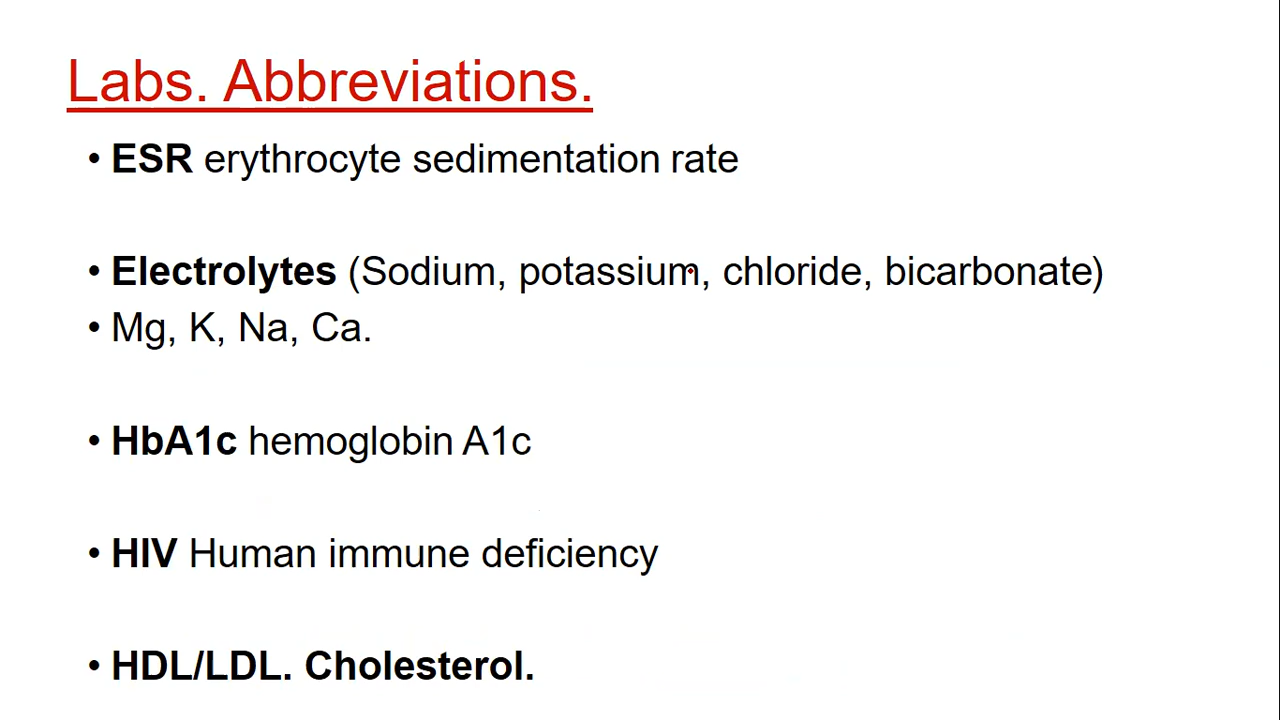 Labs. Abbreviations.
• ESR erythrocyte sedimentation rate
• Electrolytes (Sodium, potassium, chloride, bicarbonate)
• Mg, K, Na, Ca.
• HbA1c hemoglobin A1c
• HIV Human immune deficiency
• HDL/LDL. Cholesterol.